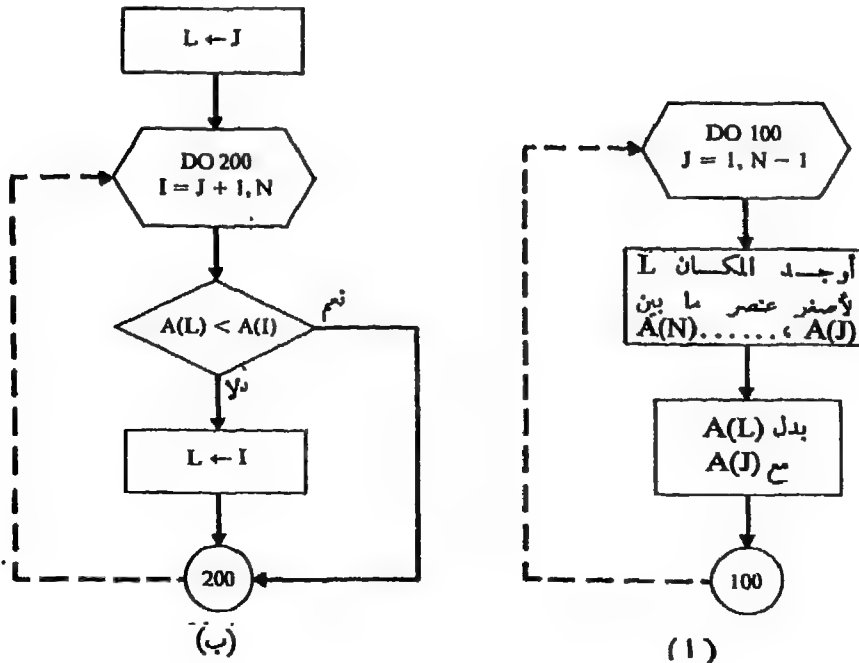 DO 100
J = 1, N − 1
أوجد المكان L
لأصغر عنصر ما بين
A(N)......، A(J)
بدل A(L)
مع A(J)
100
(ا)
L ← J
DO 200
I = J + 1, N
A(L) < A(I)
نعم
لا
L ← I
200
(ب)